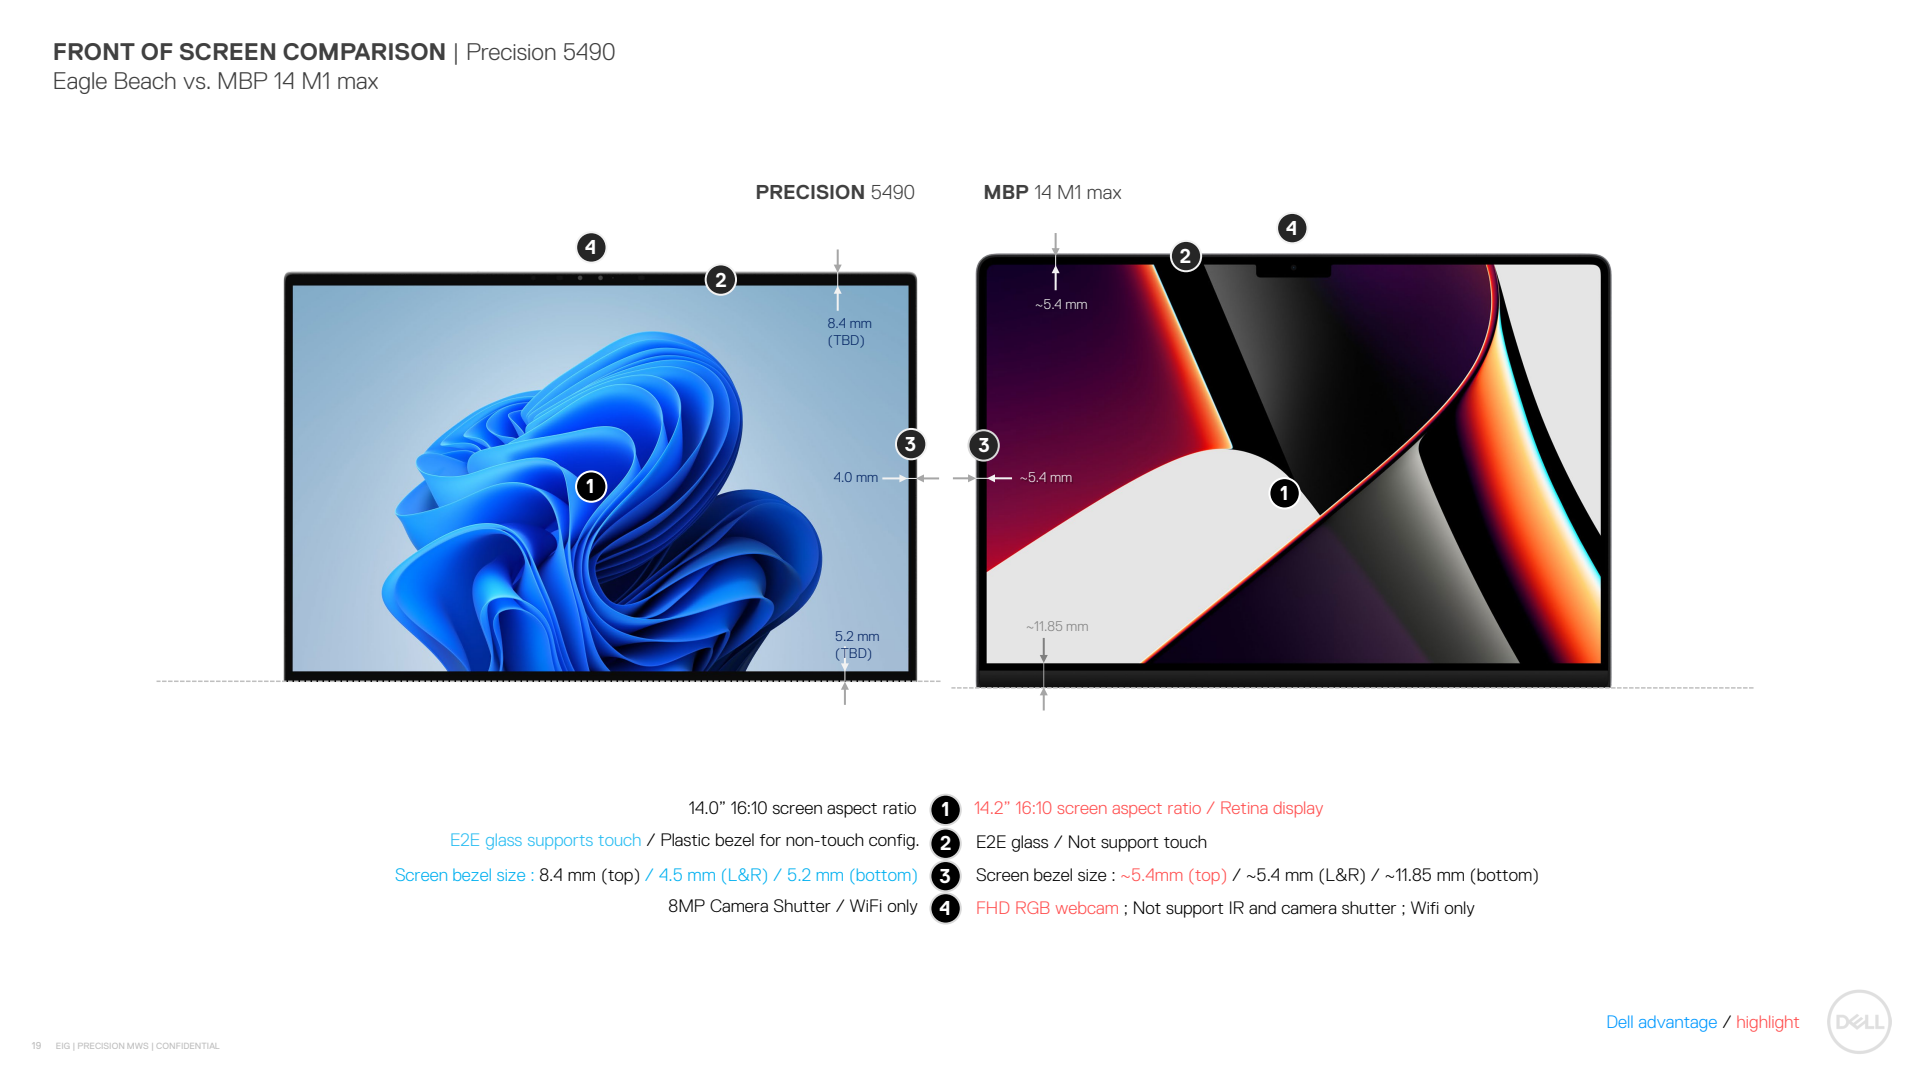 FRONT OF SCREEN COMPARISON | Precision 5490
Eagle Beach vs. MBP 14 M1 max
PRECISION 5490
MBP 14 M1 max
4
2
8.4 mm
(TBD)
3
4.0 mm
1
5.2 mm
(TBD)
4
2
~5.4 mm
3
~5.4 mm
1
~11.85 mm
14.0” 16:10 screen aspect ratio 1 14.2” 16:10 screen aspect ratio / Retina display
E2E glass supports touch / Plastic bezel for non-touch config. 2 E2E glass / Not support touch
Screen bezel size : 8.4 mm (top) / 4.5 mm (L&R) / 5.2 mm (bottom) 3 Screen bezel size : ~5.4mm (top) / ~5.4 mm (L&R) / ~11.85 mm (bottom)
8MP Camera Shutter / WiFi only 4 FHD RGB webcam ; Not support IR and camera shutter ; Wifi only
Dell advantage / highlight
DELL
19 EIG | PRECISION MWS | CONFIDENTIAL